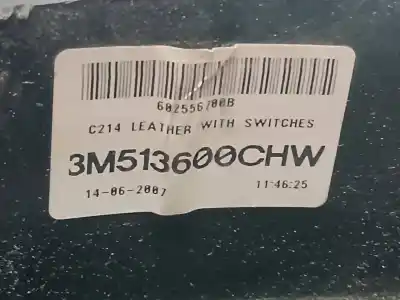 602556700B
C214 LEATHER WITH SWITCHES
3M513600CHW
14-06-2007 11:46:25